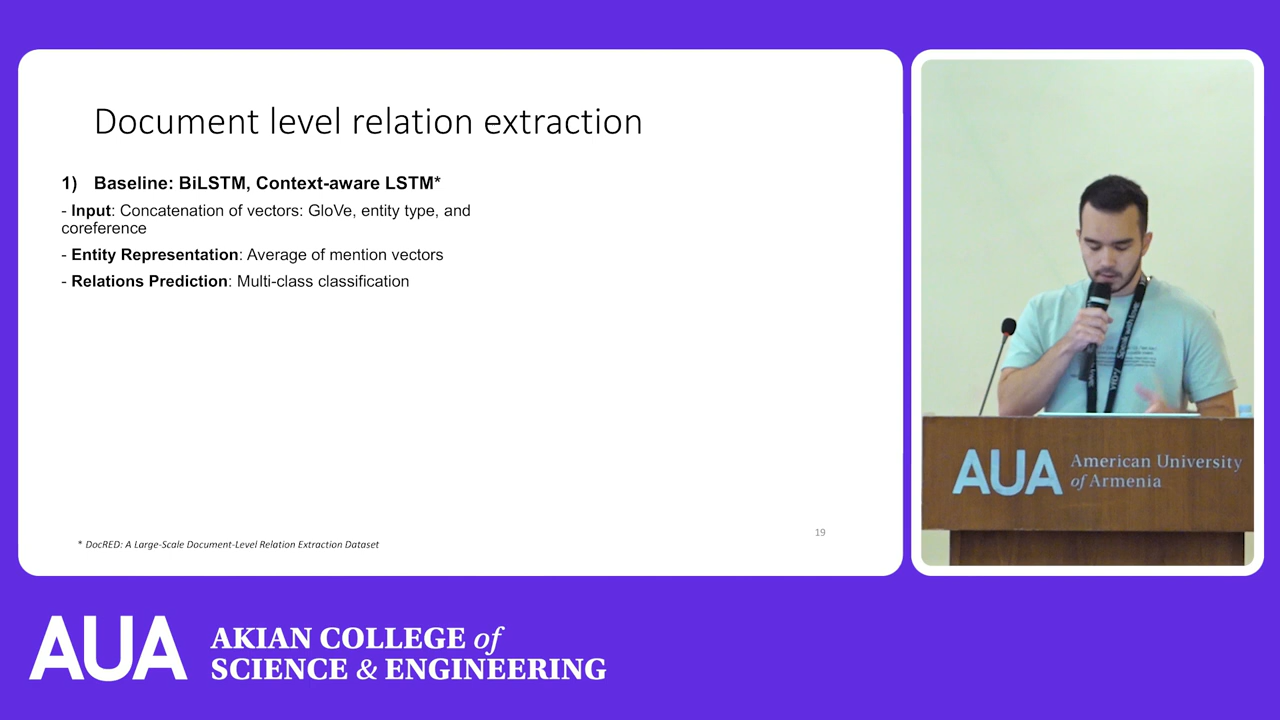 Document level relation extraction
1) Baseline: BiLSTM, Context-aware LSTM*
- Input: Concatenation of vectors: GloVe, entity type, and
coreference
- Entity Representation: Average of mention vectors
- Relations Prediction: Multi-class classification
19
* DocRED: A Large-Scale Document-Level Relation Extraction Dataset
AUA American University
of Armenia
AUA
AKIAN COLLEGE of
SCIENCE & ENGINEERING